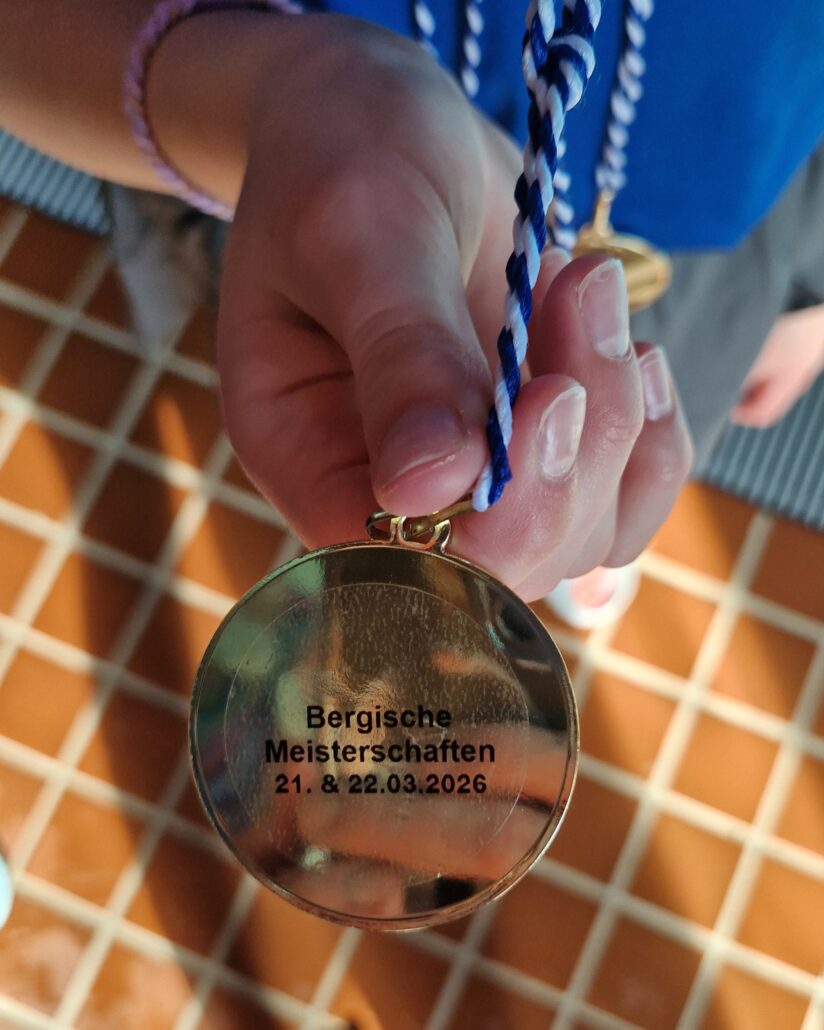 Bergische
Meisterschaften
21. & 22.03.2026